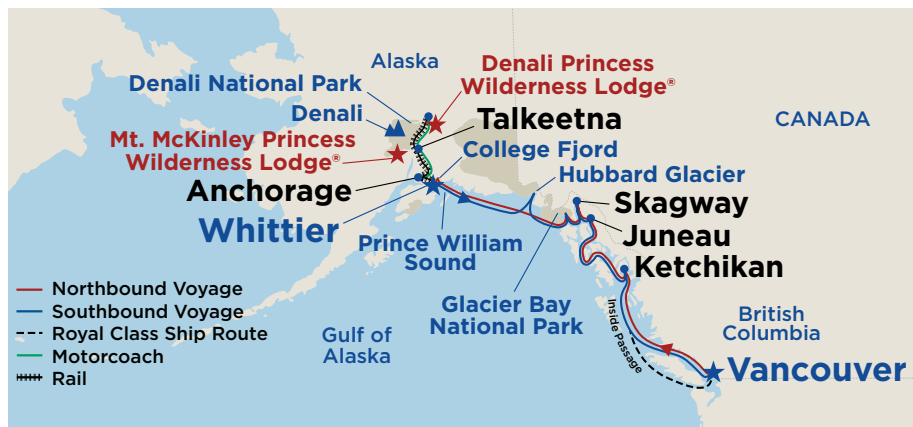 Alaska
Denali Princess
Wilderness Lodge®
Denali National Park
Denali
Talkeetna
CANADA
Mt. McKinley Princess
Wilderness Lodge®
College Fjord
Hubbard Glacier
Anchorage
Skagway
Whittier
Juneau
Prince William
Sound
Ketchikan
Glacier Bay
National Park
Northbound Voyage
Southbound Voyage
Royal Class Ship Route
Motorcoach
Rail
Gulf of
Alaska
Inside Passage
British
Columbia
Vancouver